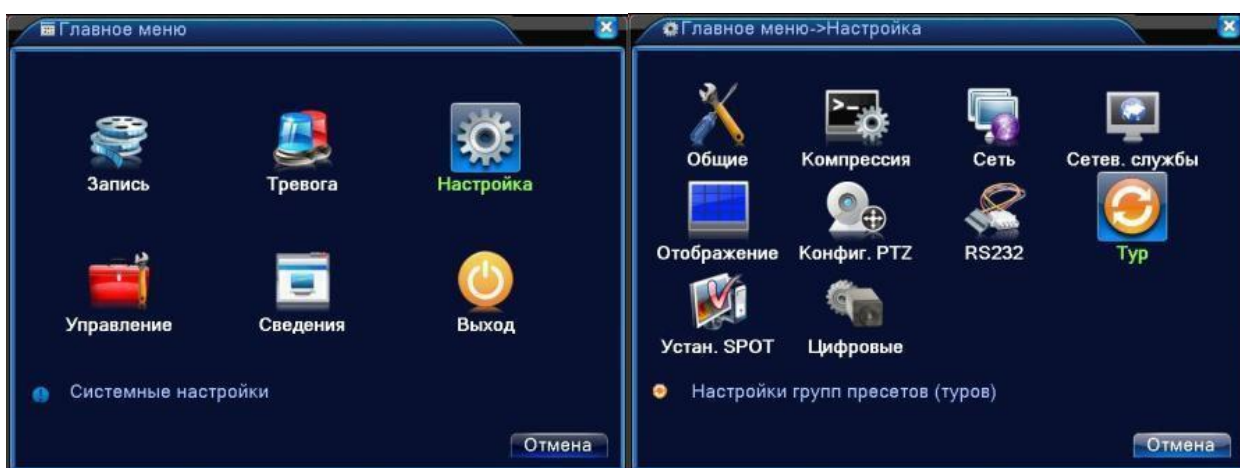 Главное меню
Запись
Тревога
Настройка
Управление
Сведения
Выход
Системные настройки
Отмена
Главное меню->Настройка
Общие
Компрессия
Сеть
Сетев. службы
Отображение
Конфиг. PTZ
RS232
Тур
Устан. SPOT
Цифровые
Настройки групп пресетов (туров)
Отмена